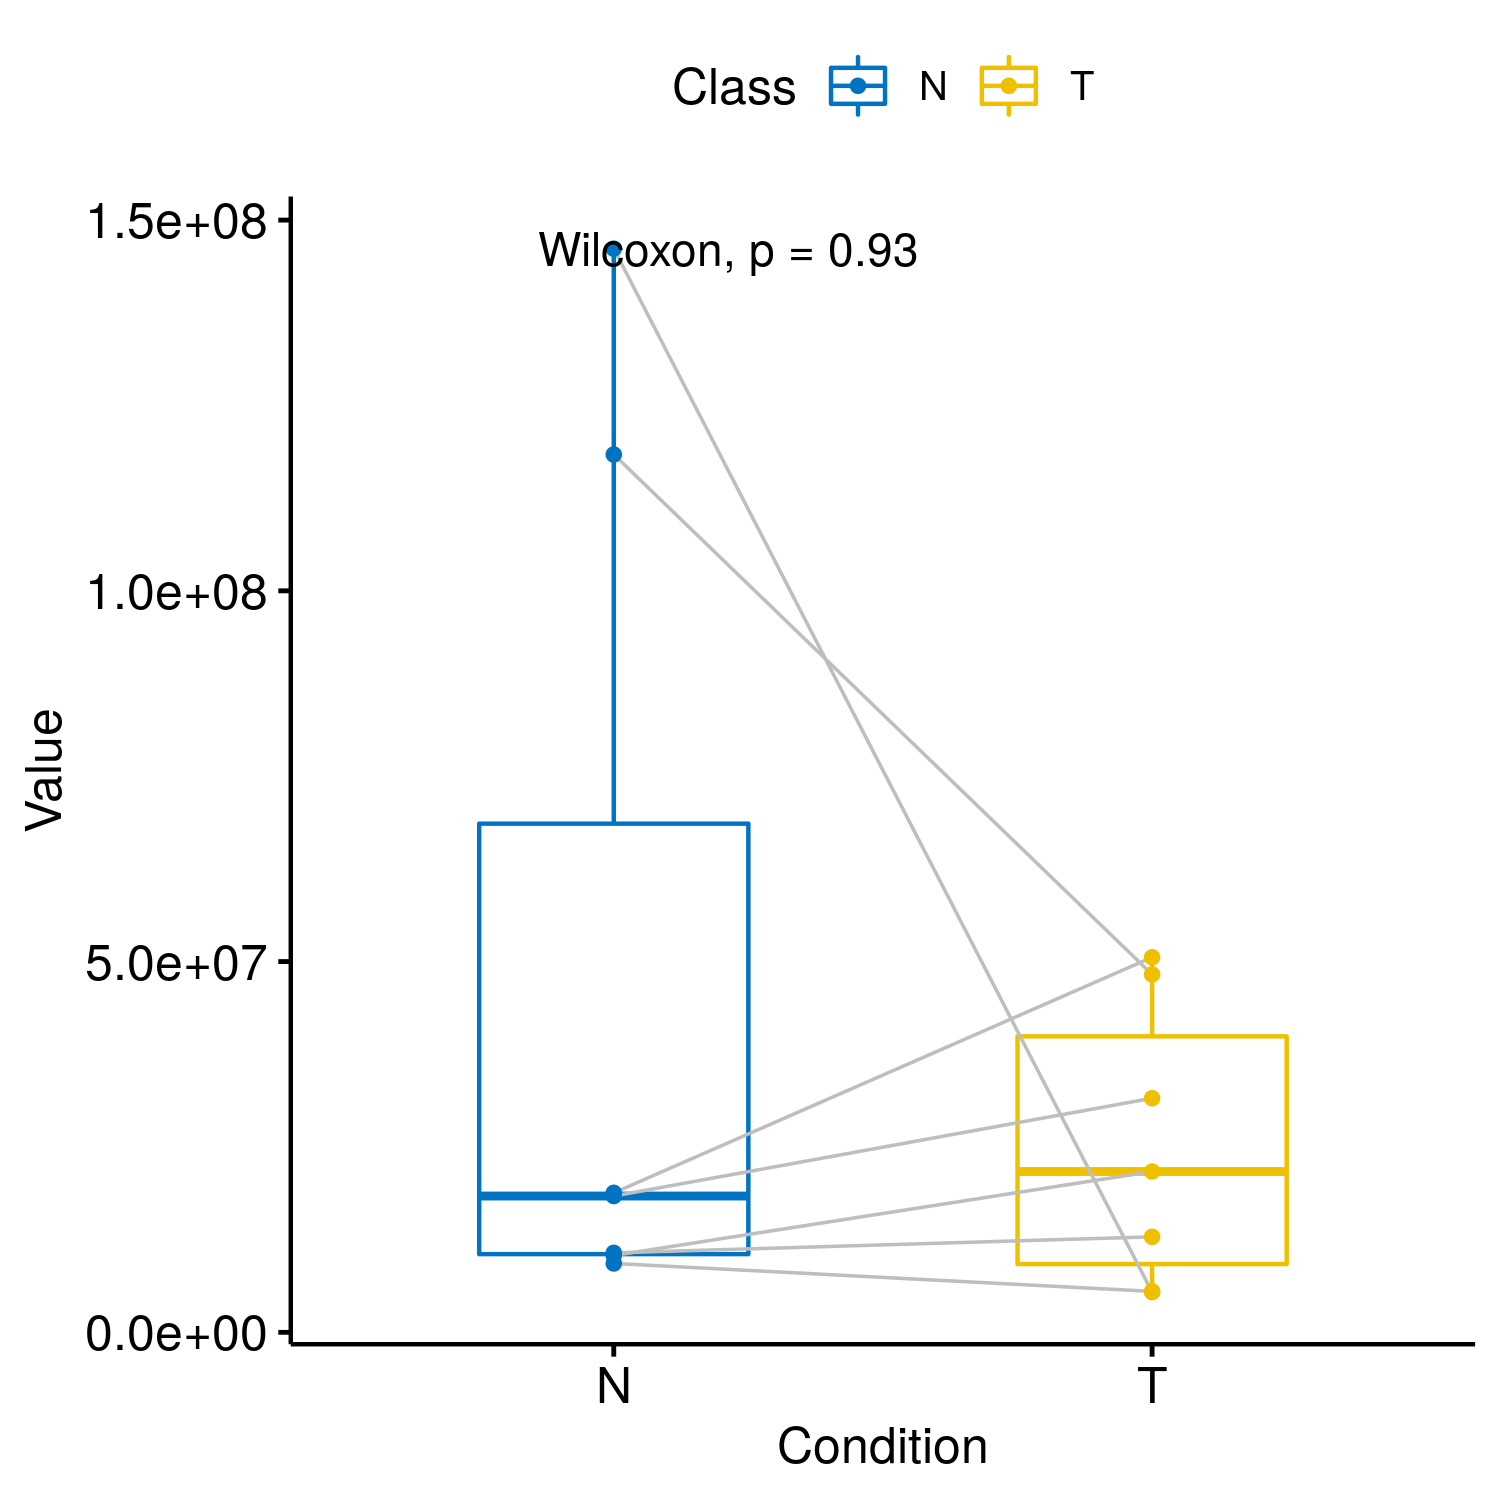 Class N T
1.5e+08
Wilcoxon, p = 0.93
1.0e+08
5.0e+07
0.0e+00
Value
N T
Condition